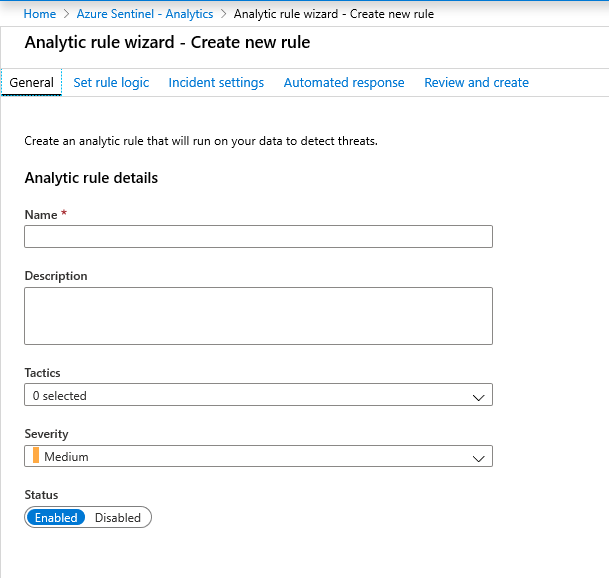 Home > Azure Sentinel - Analytics > Analytic rule wizard - Create new rule
Analytic rule wizard - Create new rule
General Set rule logic Incident settings Automated response Review and create
Create an analytic rule that will run on your data to detect threats.
Analytic rule details
Name *
Description
Tactics
0 selected
Severity
Medium
Status
Enabled Disabled